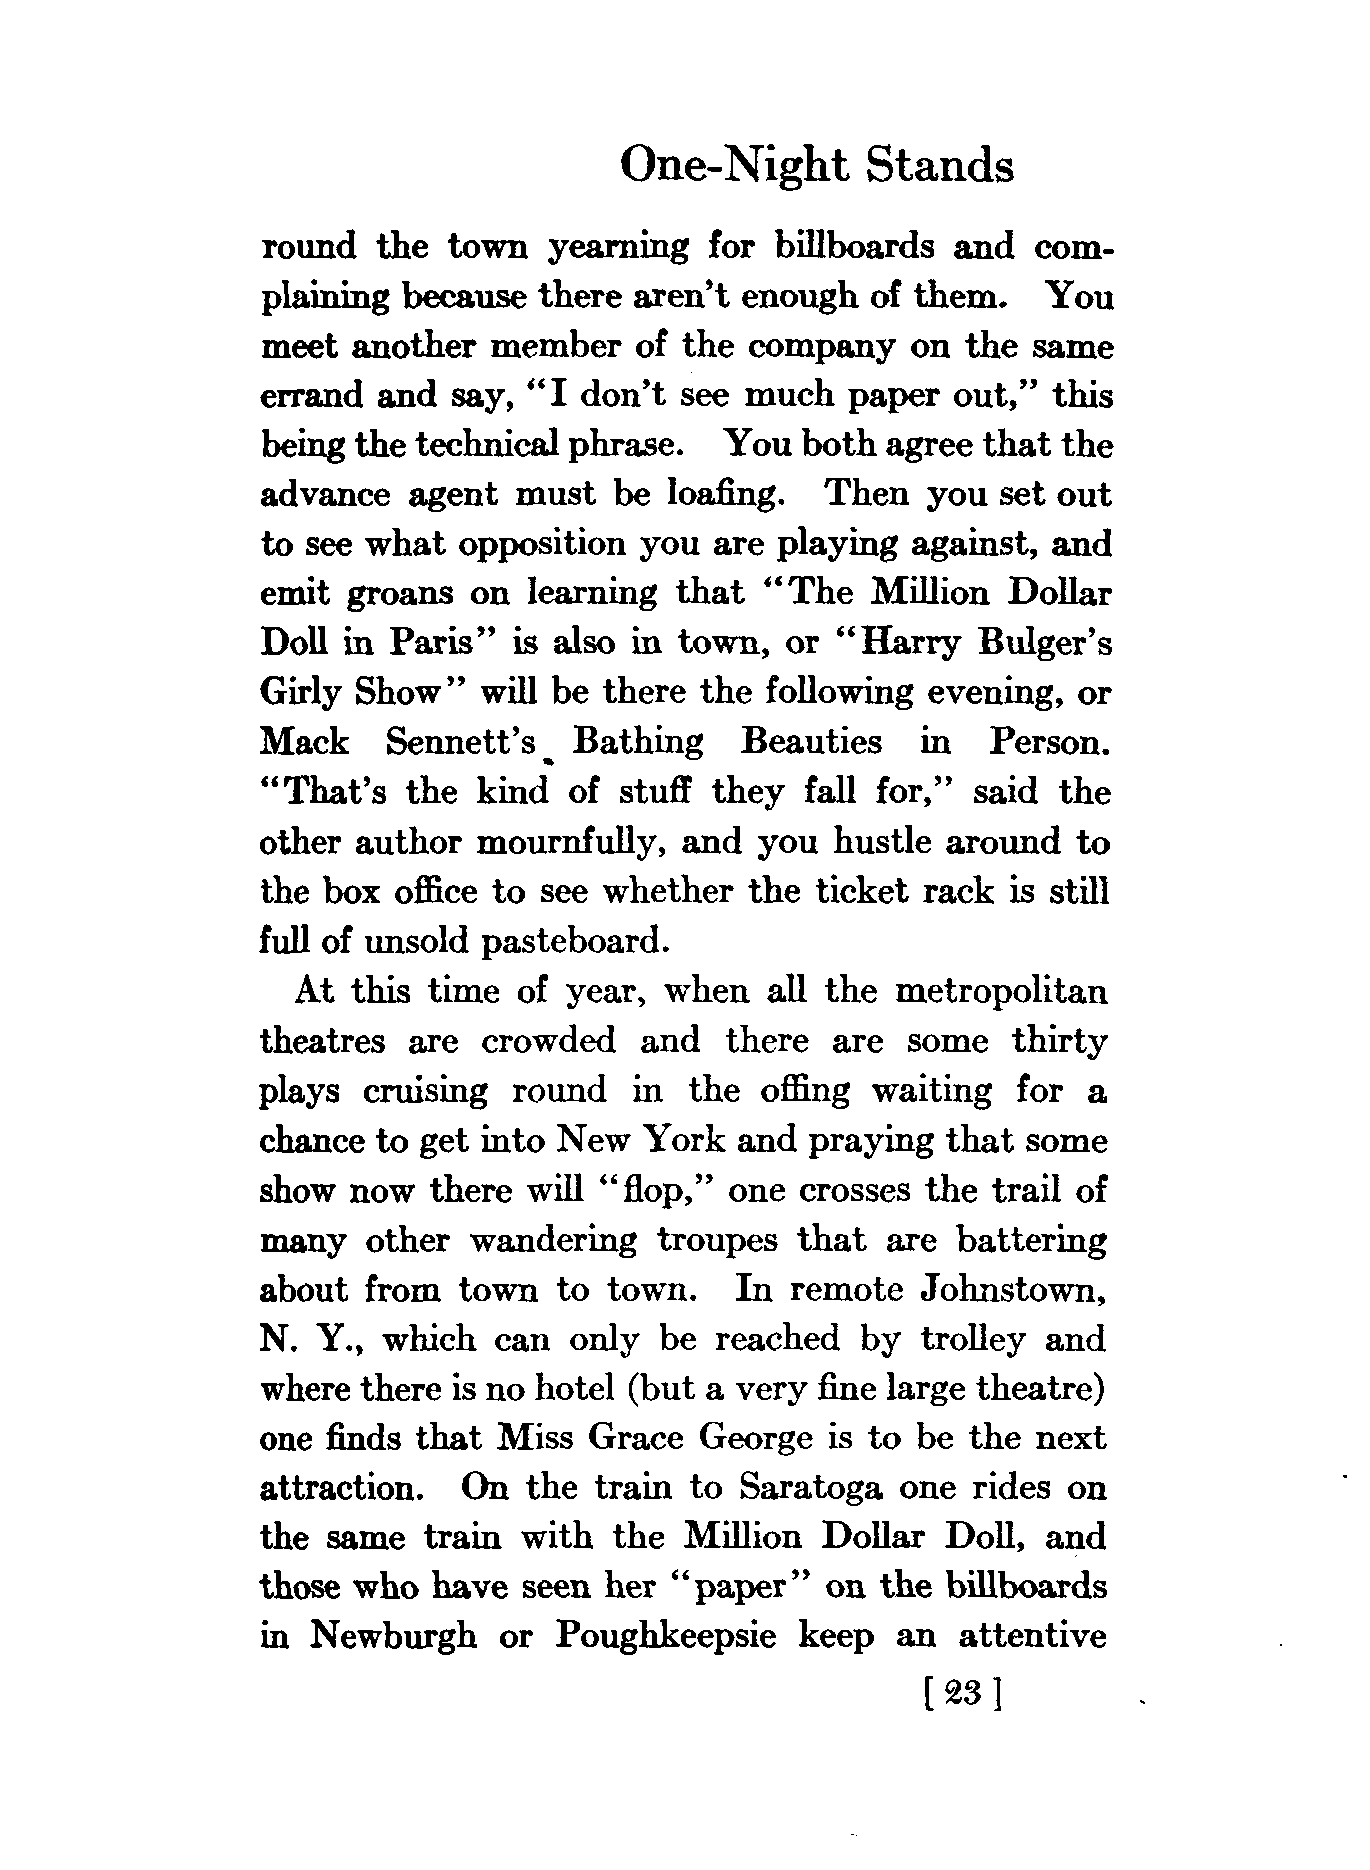 One-Night Stands
round the town yearning for billboards and com-
plaining because there aren't enough of them. You
meet another member of the company on the same
errand and say, "I don't see much paper out," this
being the technical phrase. You both agree that the
advance agent must be loafing. Then you set out
to see what opposition you are playing against, and
emit groans on learning that "The Million Dollar
Doll in Paris" is also in town, or "Harry Bulger's
Girly Show" will be there the following evening, or
Mack Sennett's Bathing Beauties in Person.
"That's the kind of stuff they fall for," said the
other author mournfully, and you hustle around to
the box office to see whether the ticket rack is still
full of unsold pasteboard.
At this time of year, when all the metropolitan
theatres are crowded and there are some thirty
plays cruising round in the offing waiting for a
chance to get into New York and praying that some
show now there will "flop," one crosses the trail of
many other wandering troupes that are battering
about from town to town. In remote Johnstown,
N. Y., which can only be reached by trolley and
where there is no hotel (but a very fine large theatre)
one finds that Miss Grace George is to be the next
attraction. On the train to Saratoga one rides on
the same train with the Million Dollar Doll, and
those who have seen her "paper" on the billboards
in Newburgh or Poughkeepsie keep an attentive
[ 23 ]